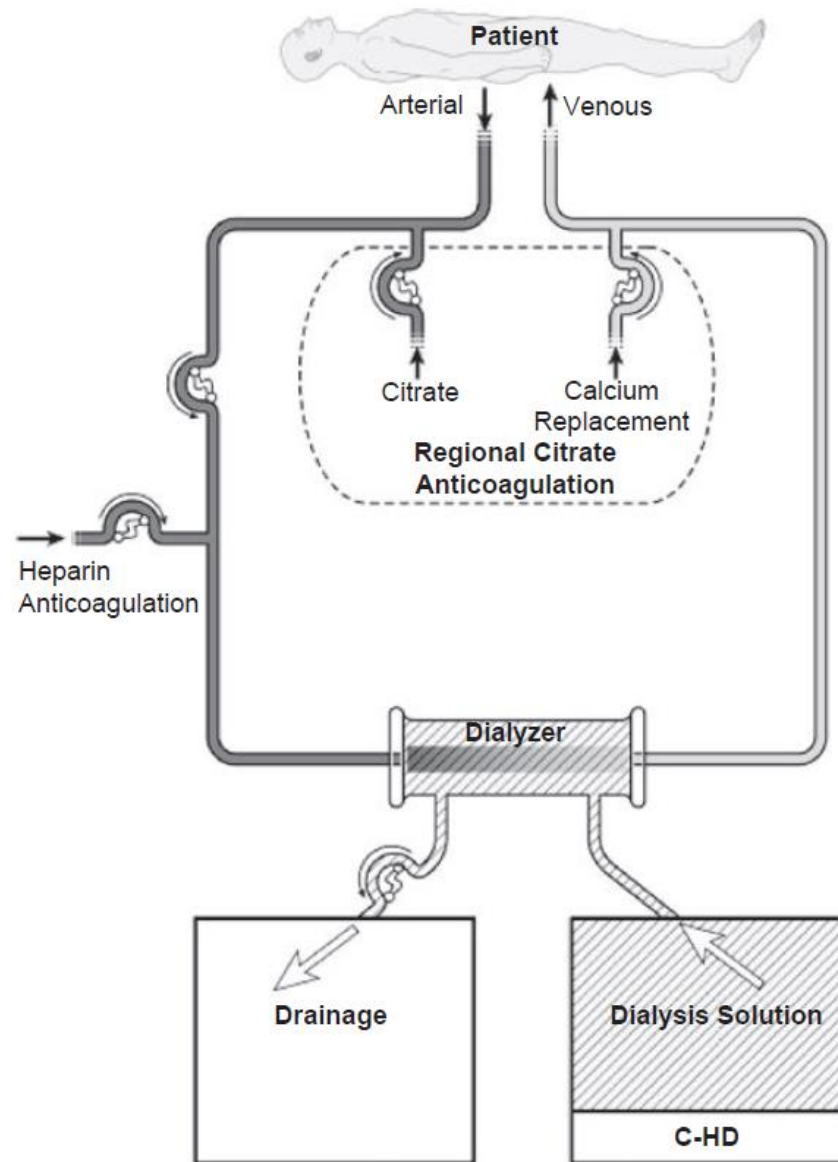 Patient
Arterial
Venous
Citrate
Calcium
Replacement
Regional Citrate
Anticoagulation
Heparin
Anticoagulation
Dialyzer
Drainage
Dialysis Solution
C-HD